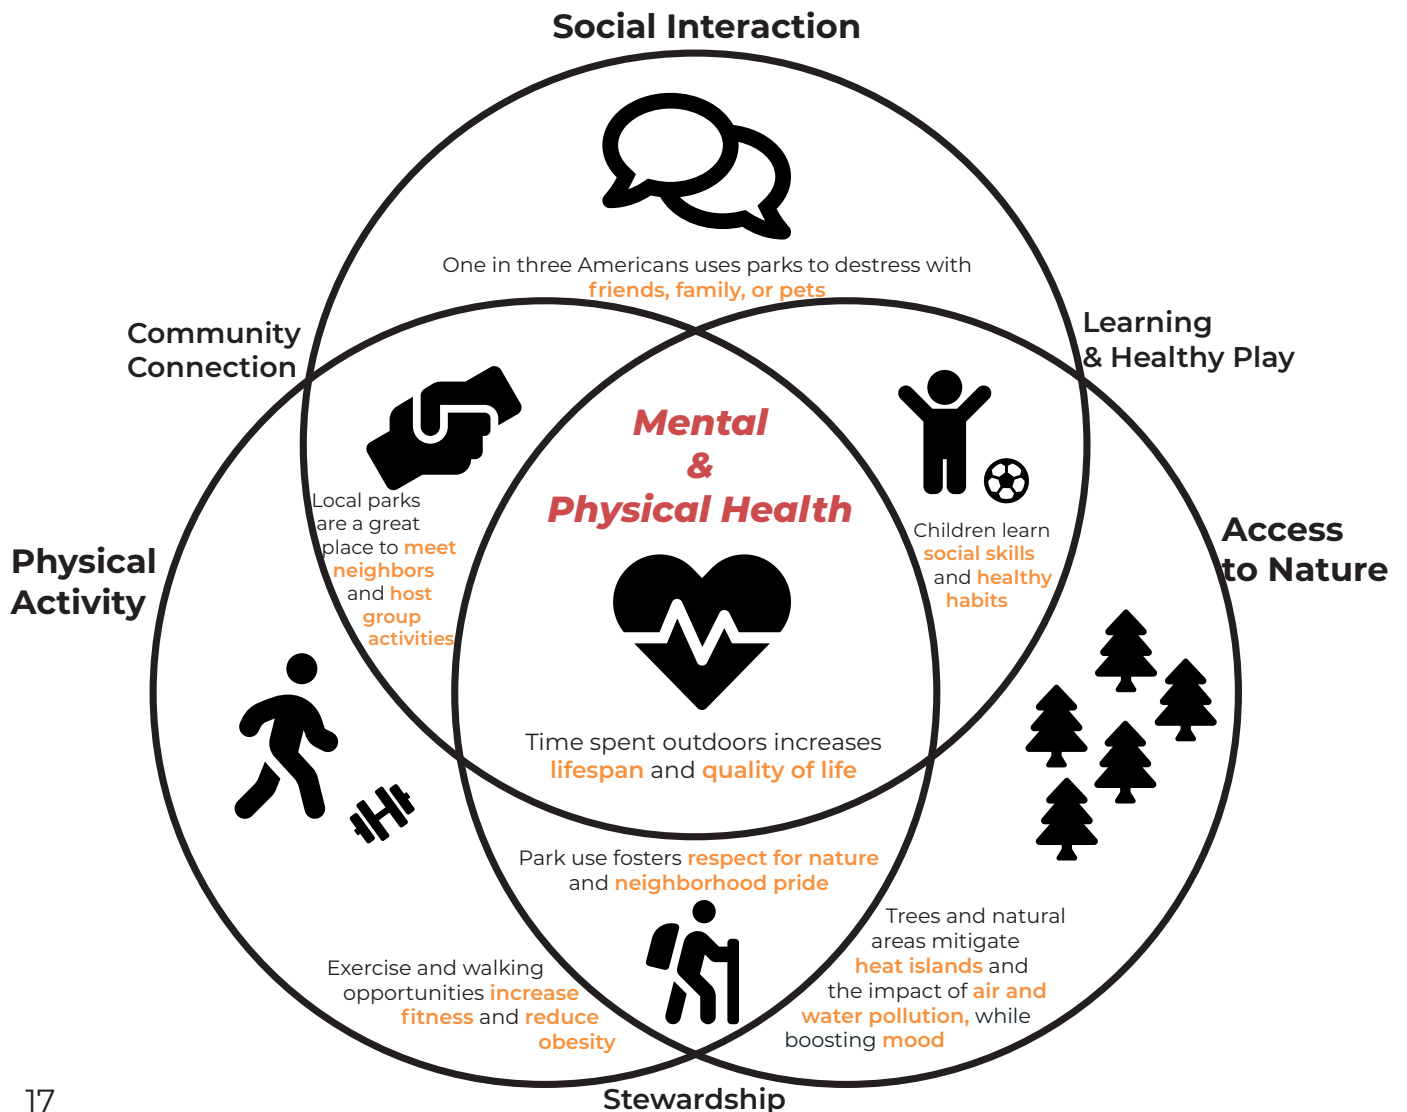 Social Interaction
One in three Americans uses parks to destress with
friends, family, or pets
Community
Connection
Learning
& Healthy Play
Local parks
are a great
place to meet
neighbors
and host
group
activities
Mental
&
Physical Health
Children learn
social skills
and healthy
habits
Physical
Activity
Access
to Nature
Time spent outdoors increases
lifespan and quality of life
Park use fosters respect for nature
and neighborhood pride
Exercise and walking
opportunities increase
fitness and reduce
obesity
Trees and natural
areas mitigate
heat islands and
the impact of air and
water pollution, while
boosting mood
Stewardship
17